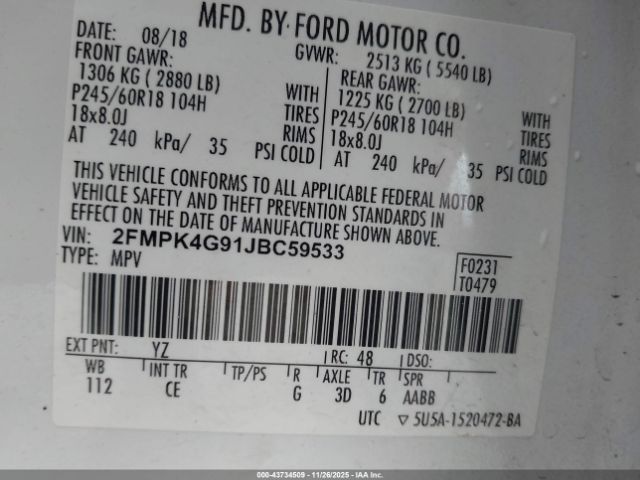 MFD. BY FORD MOTOR CO.
DATE: 08/18 GVWR: 2513 KG ( 5540 LB)
FRONT GAWR: REAR GAWR:
1306 KG ( 2880 LB) WITH 1225 KG ( 2700 LB) WITH
P245/60R18 104H TIRES P245/60R18 104H TIRES
18x8.0J RIMS 18x8.0J RIMS
AT 240 kPa/ 35 PSI COLD AT 240 kPa/ 35 PSI COLD
THIS VEHICLE CONFORMS TO ALL APPLICABLE FEDERAL MOTOR
VEHICLE SAFETY AND THEFT PREVENTION STANDARDS IN
EFFECT ON THE DATE OF MANUFACTURE SHOWN ABOVE.
VIN: 2FMPK4G91JBC59533
TYPE: MPV F0231
T0479
EXT PNT: YZ RC: 48 DSO:
WB INT TR TP/PS R AXLE TR SPR
112 CE G 3D 6 AABB
UTC ▽ 5U5A-1520472-BA
000-43734509 - 11/26/2025 - IAAI.COM